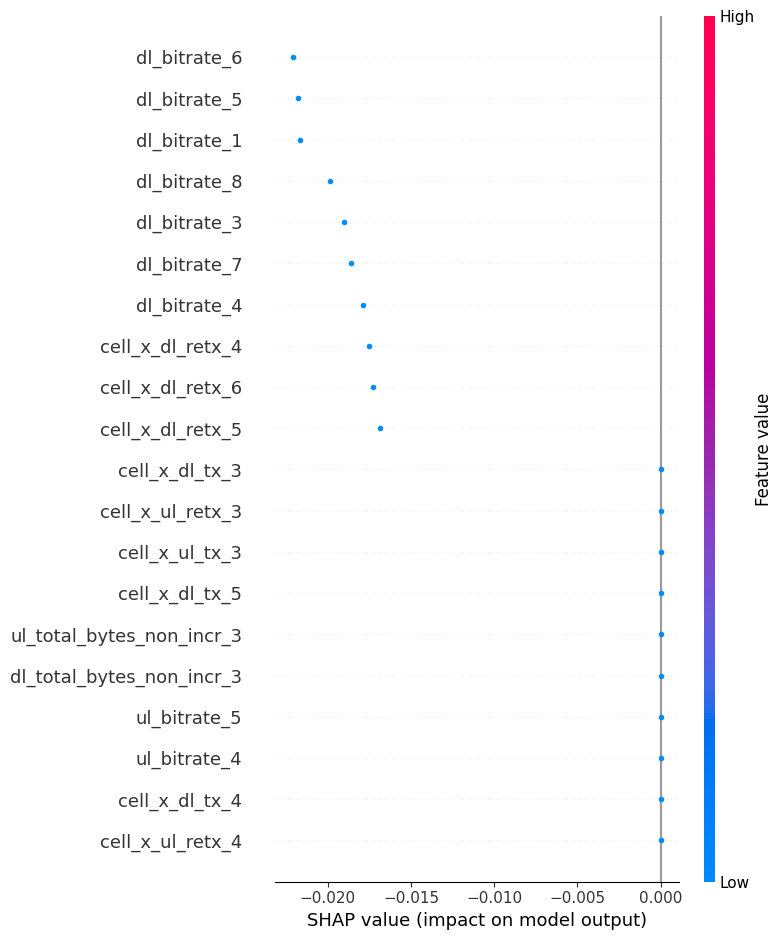 High
dl_bitrate_6
dl_bitrate_5
dl_bitrate_1
dl_bitrate_8
dl_bitrate_3
dl_bitrate_7
dl_bitrate_4
cell_x_dl_retx_4
cell_x_dl_retx_6
cell_x_dl_retx_5
cell_x_dl_tx_3
cell_x_ul_retx_3
cell_x_ul_tx_3
cell_x_dl_tx_5
ul_total_bytes_non_incr_3
dl_total_bytes_non_incr_3
ul_bitrate_5
ul_bitrate_4
cell_x_dl_tx_4
cell_x_ul_retx_4
Feature value
Low
−0.020 −0.015 −0.010 −0.005 0.000
SHAP value (impact on model output)